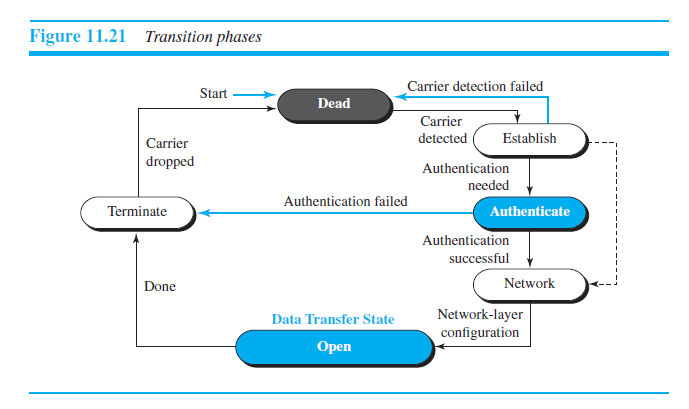 Figure 11.21 Transition phases
Start
Dead
Carrier detection failed
Carrier
detected
Establish
Carrier
dropped
Authentication
needed
Terminate
Authentication failed
Authenticate
Authentication
successful
Done
Network
Data Transfer State
Network-layer
configuration
Open